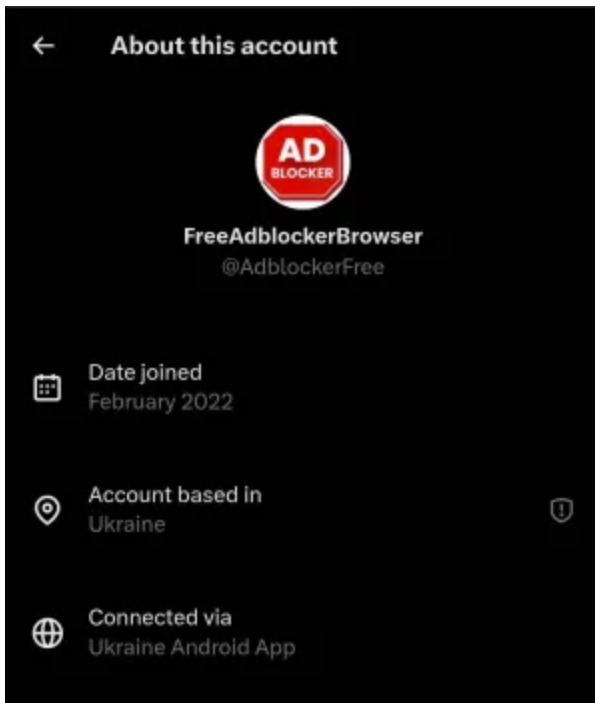 About this account
AD
BLOCKER
FreeAdblockerBrowser
@AdblockerFree
Date joined
February 2022
Account based in
Ukraine
Connected via
Ukraine Android App